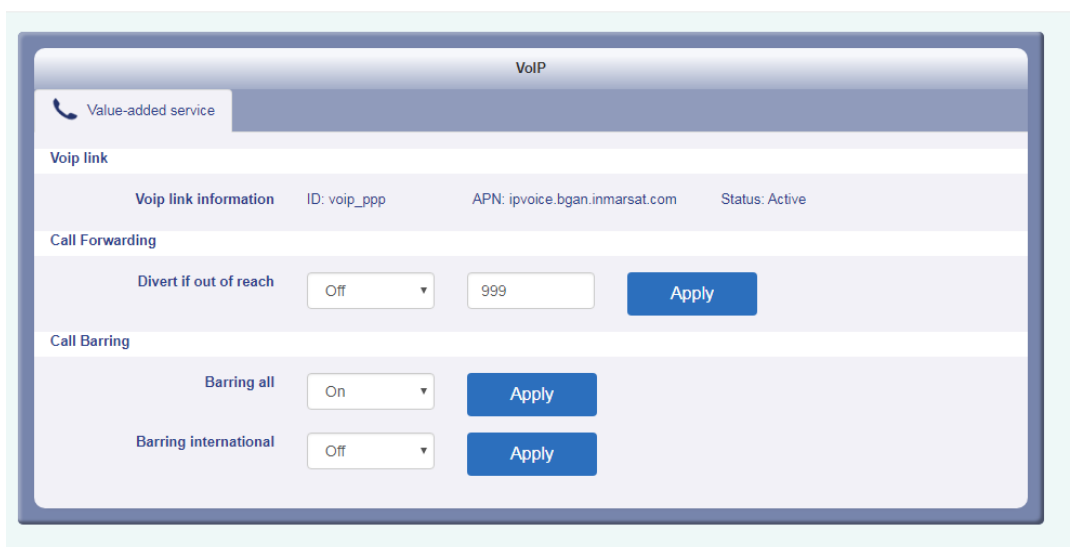 VoIP
Value-added service
Voip link
Voip link information ID: voip_ppp APN: ipvoice.bgan.inmarsat.com Status: Active
Call Forwarding
Divert if out of reach Off 999 Apply
Call Barring
Barring all On Apply
Barring international Off Apply